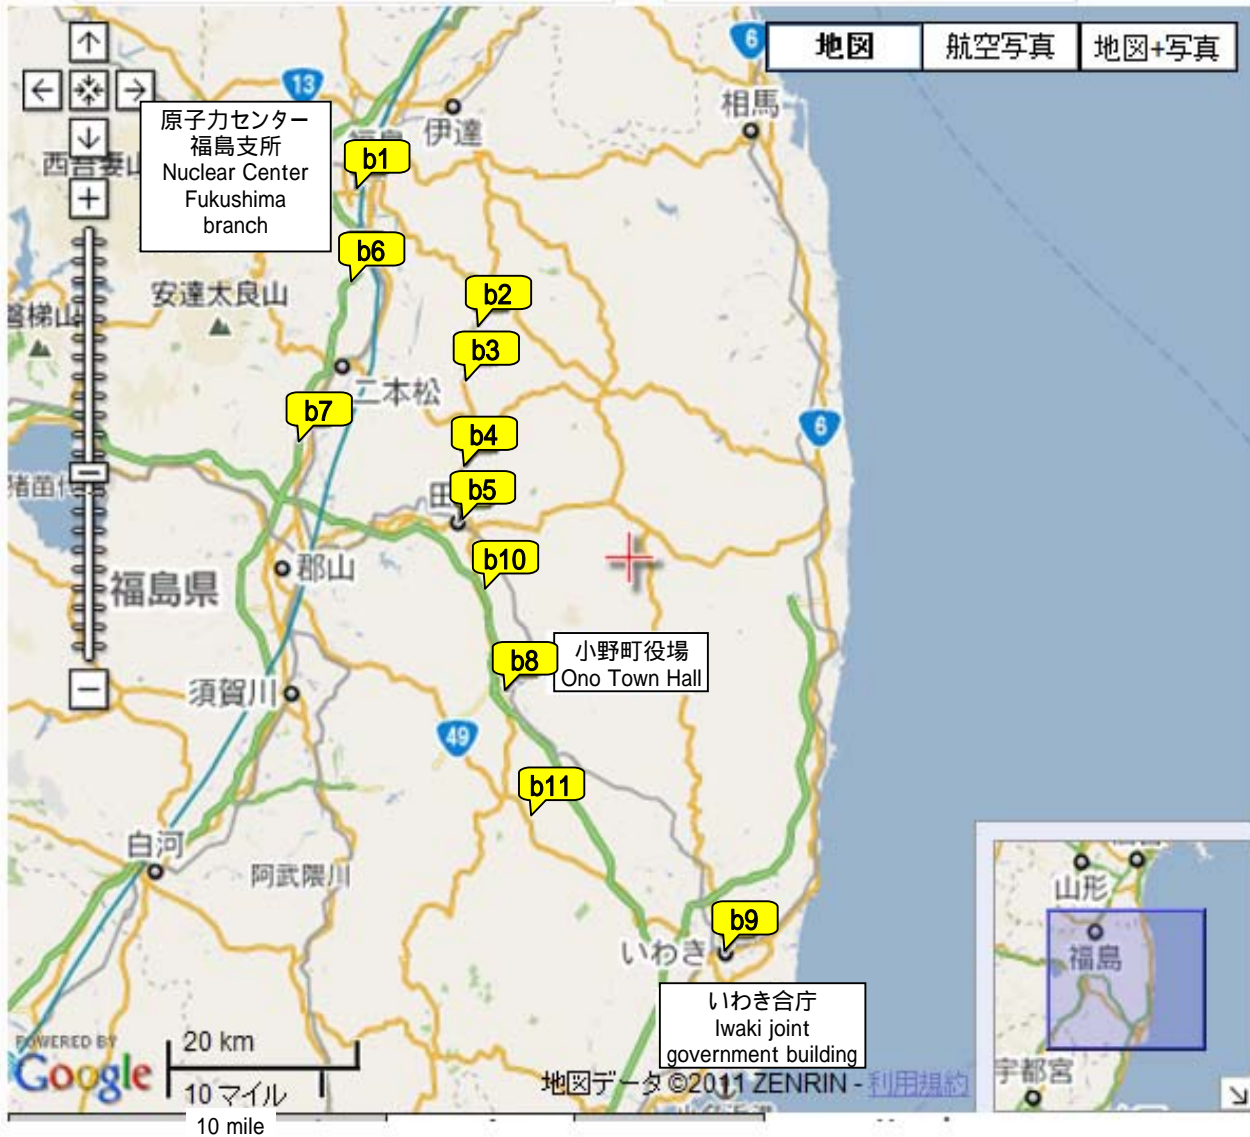 6
地図
航空写真
地図+写真
13
相馬
原子力センター
福島支所
Nuclear Center
Fukushima
branch
伊達
b1
b6
安達太良山
b2
b3
二本松
b7
6
b4
b5
b10
郡山
福島県
小野町役場
Ono Town Hall
b8
須賀川
49
b11
白河
阿武隈川
山形
b9
いわき
福島
いわき合庁
Iwaki joint
government building
POWERED BY
Google
20 km
10 マイル
10 mile
地図データ ©2011 ZENRIN - 利用規約
宇都宮